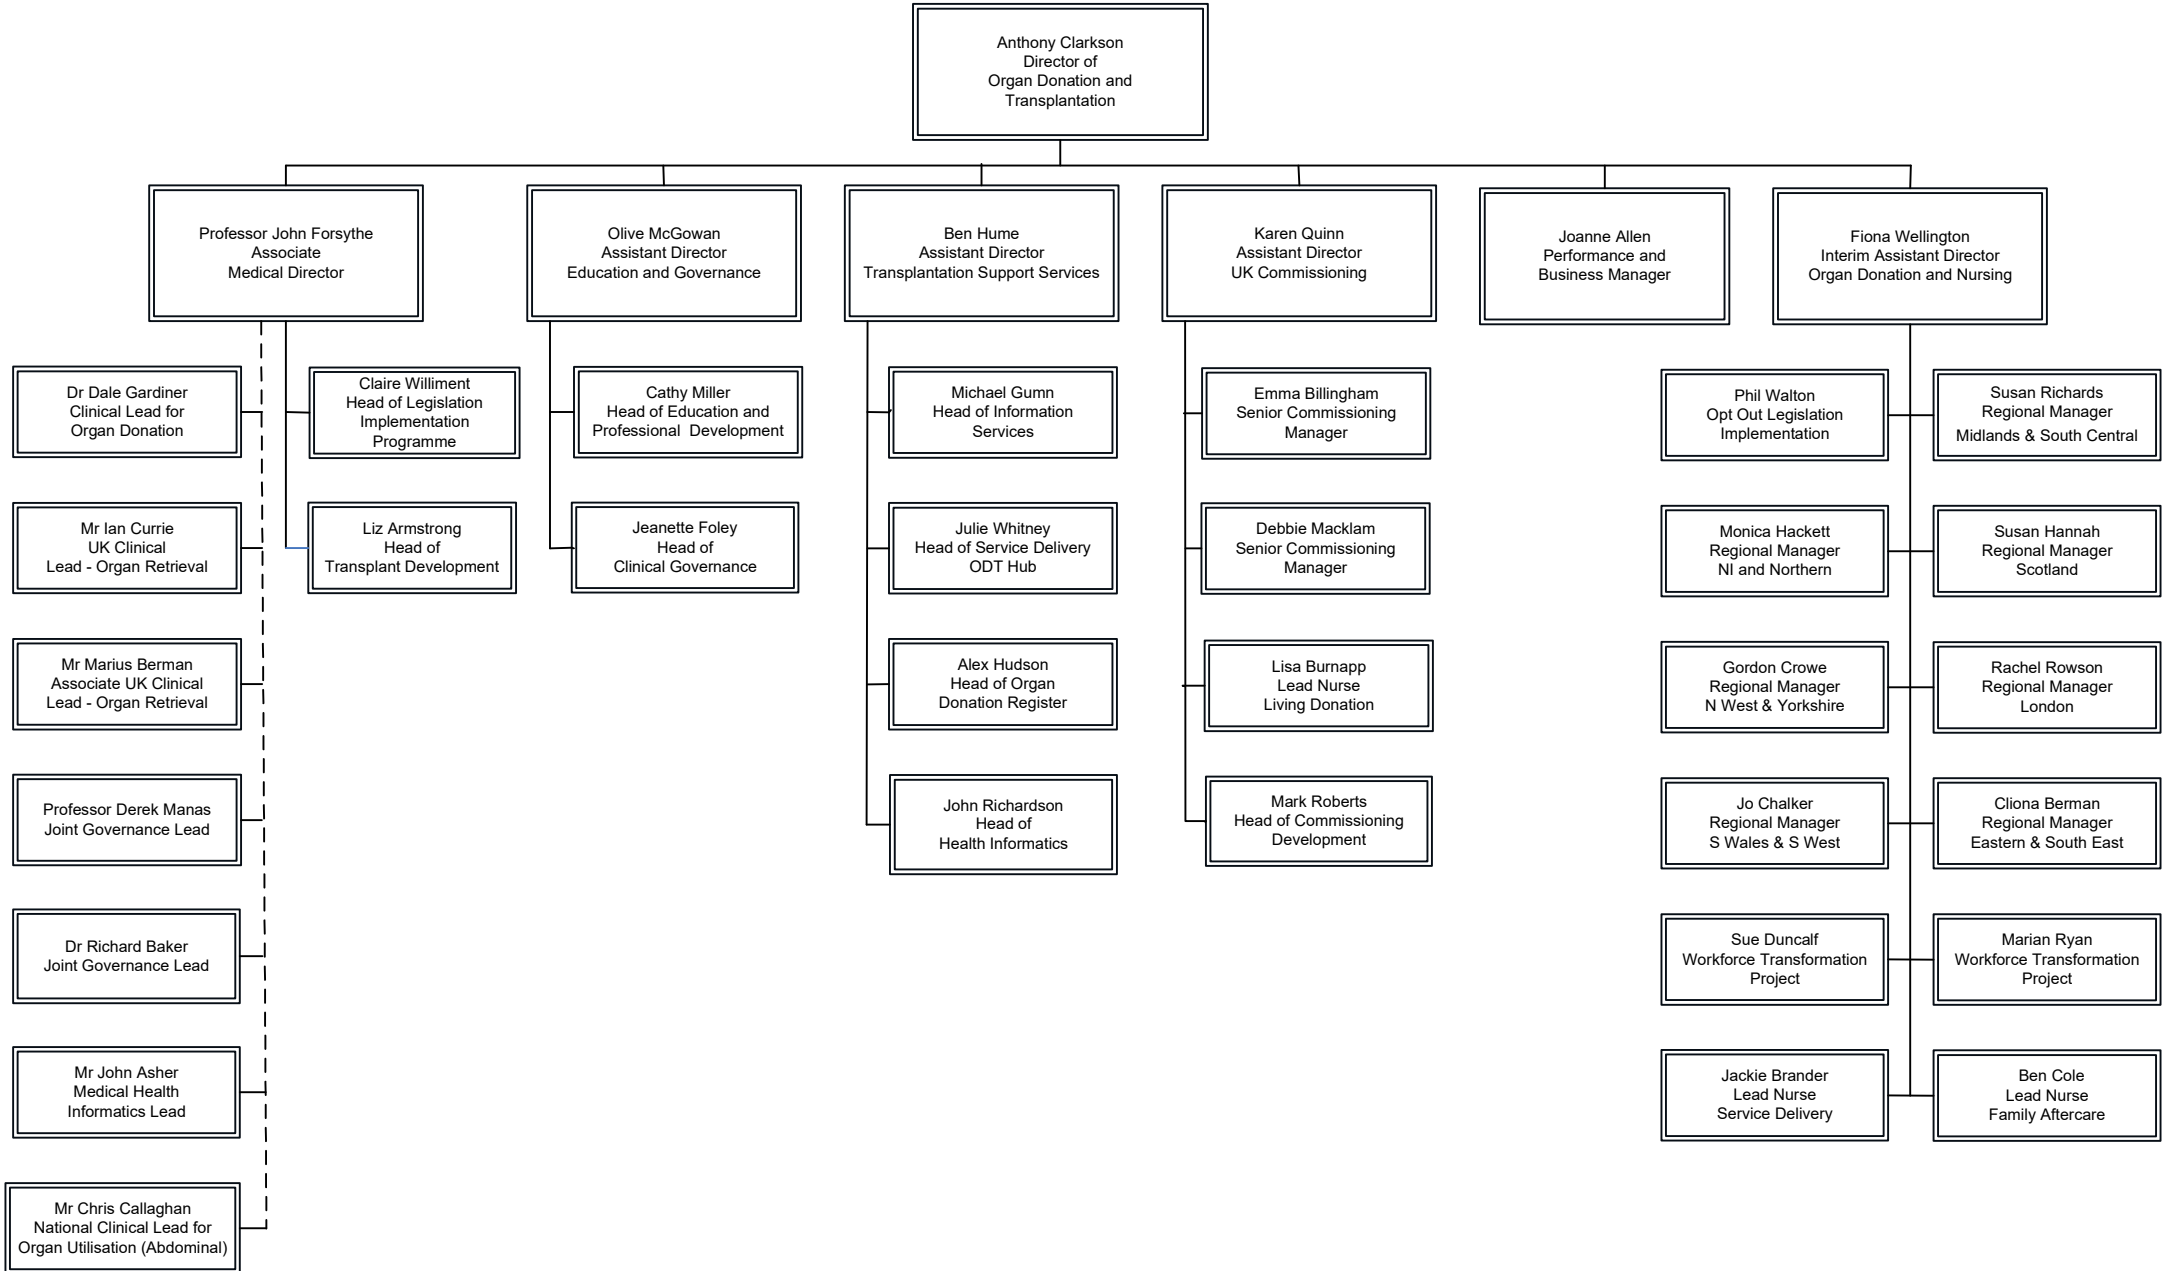 Anthony Clarkson
Director of
Organ Donation and
Transplantation
Professor John Forsythe
Associate
Medical Director
Olive McGowan
Assistant Director
Education and Governance
Ben Hume
Assistant Director
Transplantation Support Services
Karen Quinn
Assistant Director
UK Commissioning
Joanne Allen
Performance and
Business Manager
Fiona Wellington
Interim Assistant Director
Organ Donation and Nursing
Dr Dale Gardiner
Clinical Lead for
Organ Donation
Claire Williment
Head of Legislation
Implementation
Programme
Cathy Miller
Head of Education and
Professional Development
Michael Gumn
Head of Information
Services
Emma Billingham
Senior Commissioning
Manager
Phil Walton
Opt Out Legislation
Implementation
Susan Richards
Regional Manager
Midlands & South Central
Mr Ian Currie
UK Clinical
Lead - Organ Retrieval
Liz Armstrong
Head of
Transplant Development
Jeanette Foley
Head of
Clinical Governance
Julie Whitney
Head of Service Delivery
ODT Hub
Debbie Macklam
Senior Commissioning
Manager
Monica Hackett
Regional Manager
NI and Northern
Susan Hannah
Regional Manager
Scotland
Mr Marius Berman
Associate UK Clinical
Lead - Organ Retrieval
Alex Hudson
Head of Organ
Donation Register
Lisa Burnapp
Lead Nurse
Living Donation
Gordon Crowe
Regional Manager
N West & Yorkshire
Rachel Rowson
Regional Manager
London
Professor Derek Manas
Joint Governance Lead
John Richardson
Head of
Health Informatics
Mark Roberts
Head of Commissioning
Development
Jo Chalker
Regional Manager
S Wales & S West
Cliona Berman
Regional Manager
Eastern & South East
Dr Richard Baker
Joint Governance Lead
Sue Duncalf
Workforce Transformation
Project
Marian Ryan
Workforce Transformation
Project
Mr John Asher
Medical Health
Informatics Lead
Jackie Brander
Lead Nurse
Service Delivery
Ben Cole
Lead Nurse
Family Aftercare
Mr Chris Callaghan
National Clinical Lead for
Organ Utilisation (Abdominal)